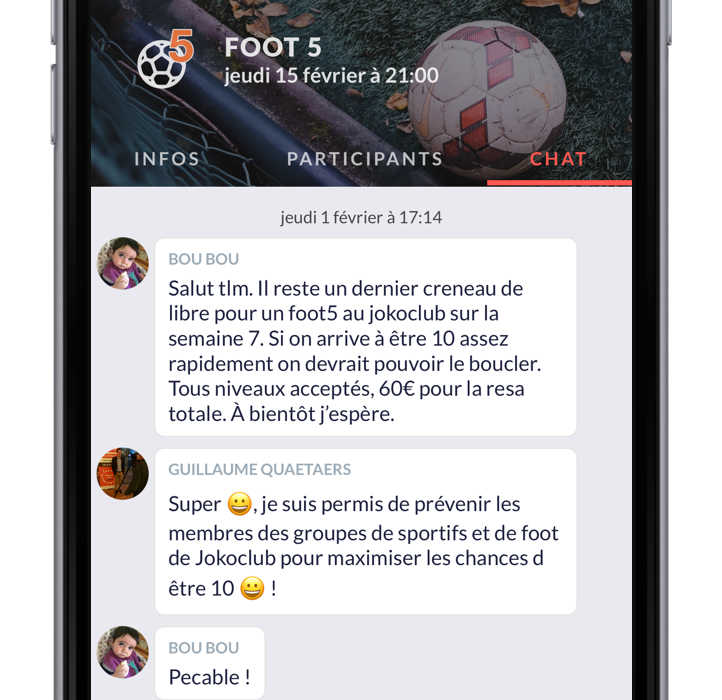 5
FOOT 5
jeudi 15 février à 21:00
INFOS PARTICIPANTS CHAT
jeudi 1 février à 17:14
BOU BOU
Salut tlm. Il reste un dernier creneau de
libre pour un foot5 au jokoclub sur la
semaine 7. Si on arrive à être 10 assez
rapidement on devrait pouvoir le boucler.
Tous niveaux acceptés, 60€ pour la resa
totale. À bientôt j’espère.
GUILLAUME QUAETAERS
Super 😀, je suis permis de prévenir les
membres des groupes de sportifs et de foot
de Jokoclub pour maximiser les chances d
être 10 😀 !
BOU BOU
Pecable !